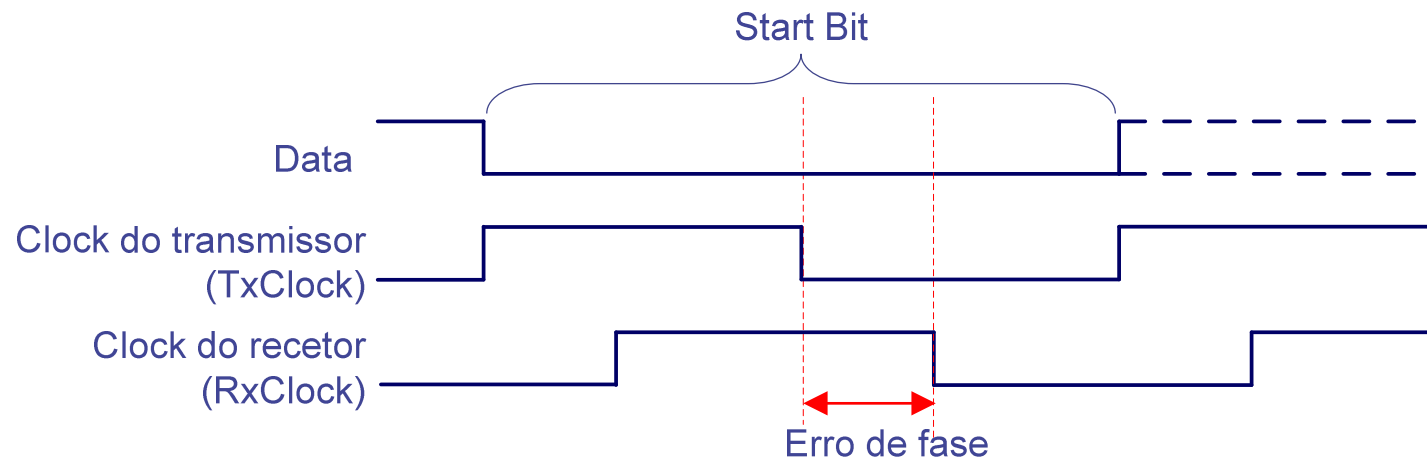 Start Bit
Data
Clock do transmissor
(TxClock)
Clock do recetor
(RxClock)
Erro de fase